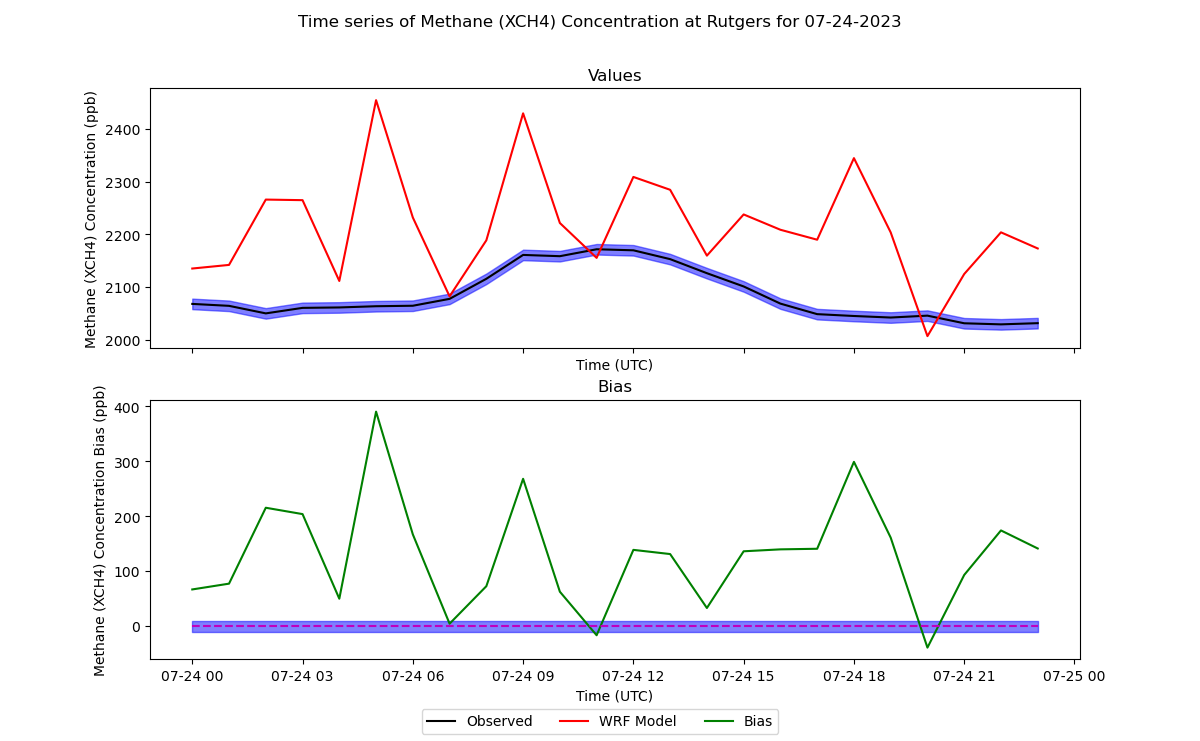 Time series of Methane (XCH4) Concentration at Rutgers for 07-24-2023
Values
Methane (XCH4) Concentration (ppb)
2400
2300
2200
2100
2000
Time (UTC)
Bias
Methane (XCH4) Concentration Bias (ppb)
400
300
200
100
0
07-24 00 07-24 03 07-24 06 07-24 09 07-24 12 07-24 15 07-24 18 07-24 21 07-25 00
Time (UTC)
Observed WRF Model Bias